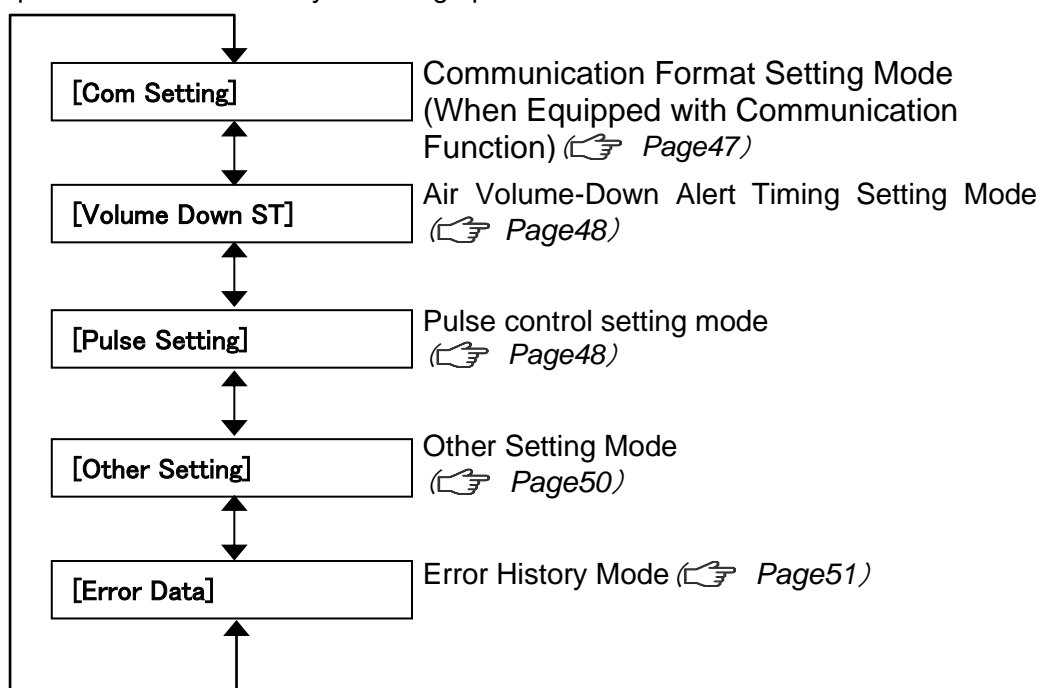 [Com Setting]
Communication Format Setting Mode
(When Equipped with Communication
Function) ( Page47)
[Volume Down ST]
Air Volume-Down Alert Timing Setting Mode
( Page48)
[Pulse Setting]
Pulse control setting mode
( Page48)
[Other Setting]
Other Setting Mode
( Page50)
[Error Data]
Error History Mode ( Page51)